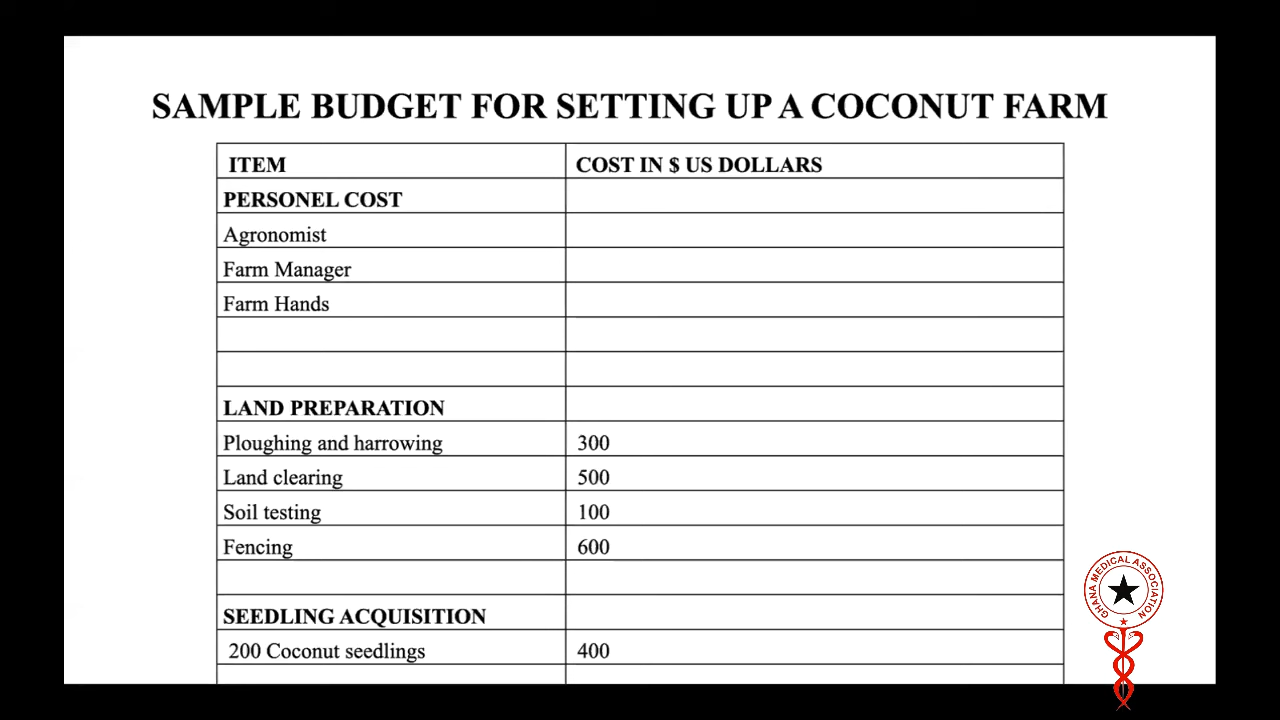 SAMPLE BUDGET FOR SETTING UP A COCONUT FARM
ITEM COST IN $ US DOLLARS
PERSONEL COST
Agronomist
Farm Manager
Farm Hands
LAND PREPARATION
Ploughing and harrowing 300
Land clearing 500
Soil testing 100
Fencing 600
SEEDLING ACQUISITION
200 Coconut seedlings 400
GHANA MEDICAL ASSOCIATION